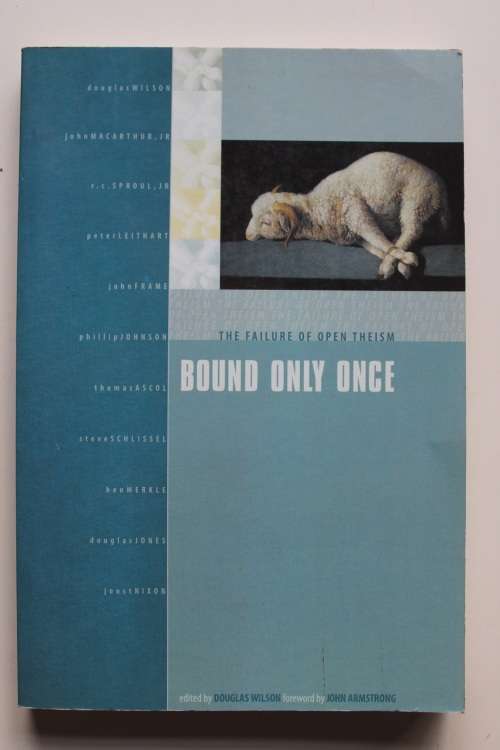 douglasWILSON
johnMACARTHUR,JR
r.c.SPROUL,JR
peterLEITHART
johnFRAME
phillipJOHNSON
thomasASCOL
steveSCHLISSEL
benMERKLE
douglasJONES
joostNIXON
THE FAILURE OF OPEN THEISM
BOUND ONLY ONCE
edited by DOUGLAS WILSON foreword by JOHN ARMSTRONG